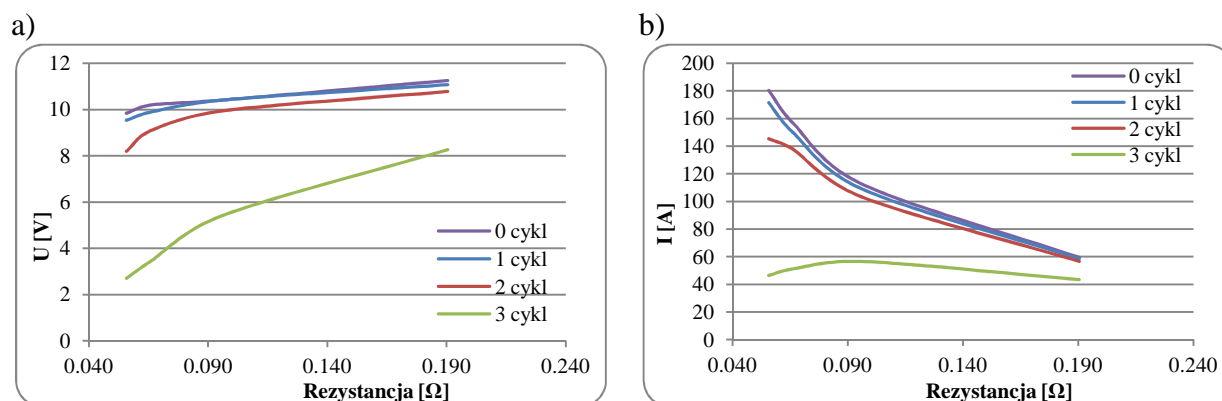 a)
12
10
8
6
4
2
0
U [V]
0 cykl
1 cykl
2 cykl
3 cykl
0.040 0.090 0.140 0.190 0.240
Rezystancja [Ω]
b)
200
180
160
140
120
100
80
60
40
20
0
I [A]
0 cykl
1 cykl
2 cykl
3 cykl
0.040 0.090 0.140 0.190 0.240
Rezystancja [Ω]